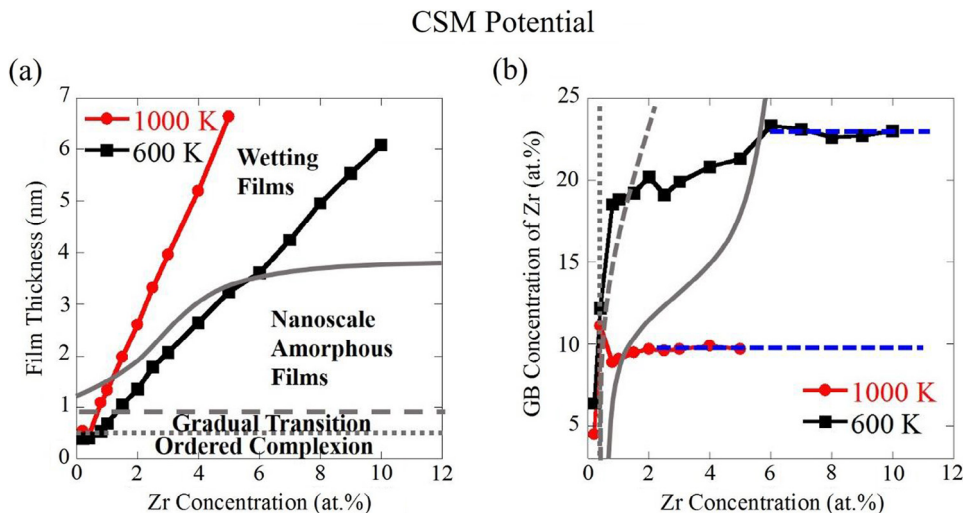 CSM Potential
(a)
7
6
5
4
3
2
1
0
Film Thickness (nm)
1000 K
600 K
Wetting
Films
Nanoscale
Amorphous
Films
Gradual Transition
Ordered Complexion
0 2 4 6 8 10 12
Zr Concentration (at.%)
(b)
25
20
15
10
5
GB Concentration of Zr (at.%)
1000 K
600 K
0 2 4 6 8 10 12
Zr Concentration (at.%)